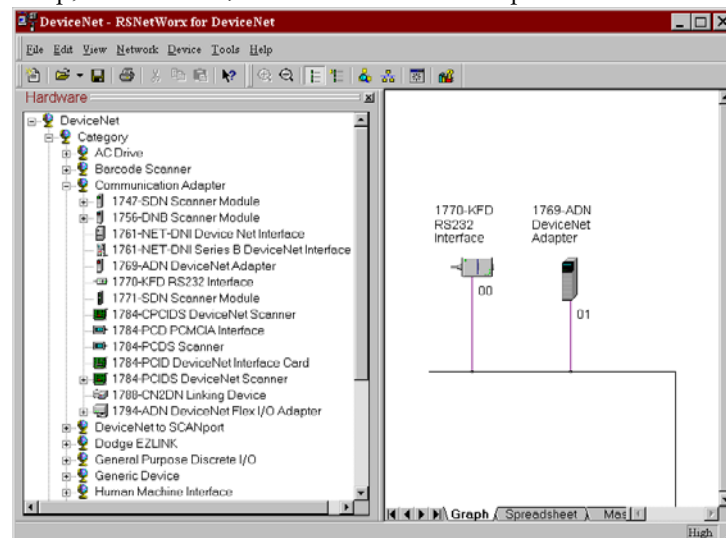 DeviceNet - RSNetWorx for DeviceNet
File Edit View Network Device Tools Help
Hardware
DeviceNet
Category
AC Drive
Barcode Scanner
Communication Adapter
1747-SDN Scanner Module
1756-DNB Scanner Module
1761-NET-DNI Device Net Interface
1761-NET-DNI Series B DeviceNet Interface
1769-ADN DeviceNet Adapter
1770-KFD RS232 Interface
1771-SDN Scanner Module
1784-CPCIDS DeviceNet Scanner
1784-PCD PCMCIA Interface
1784-PCDS Scanner
1784-PCID DeviceNet Interface Card
1784-PCIDS DeviceNet Scanner
1788-CN2DN Linking Device
1794-ADN DeviceNet Flex I/O Adapter
DeviceNet to SCANport
Dodge EZLINK
General Purpose Discrete I/O
Generic Device
Human Machine Interface
1770-KFD
RS232
Interface
00
1769-ADN
DeviceNet
Adapter
01
Graph Spreadsheet Mas
High